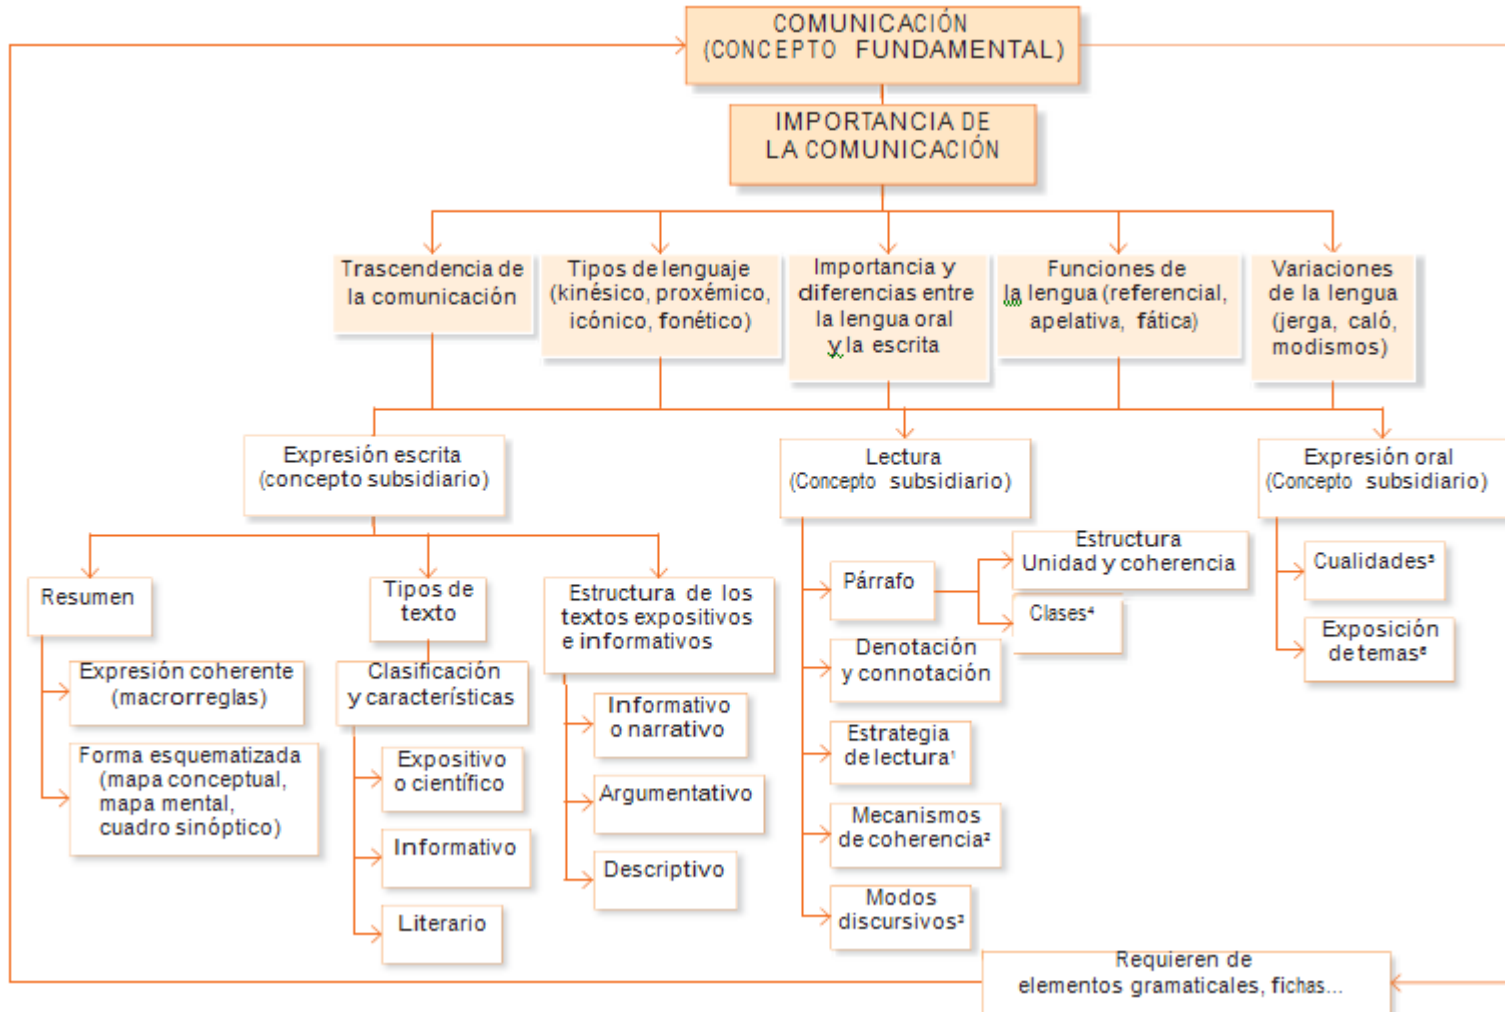 COMUNICACIÓN
(CONCEPTO FUNDAMENTAL)
IMPORTANCIA DE
LA COMUNICACIÓN
Trascendencia de
la comunicación
Tipos de lenguaje
(kinésico, proxémico,
icónico, fonético)
Importancia y
diferencias entre
la lengua oral
y la escrita
Funciones de
la lengua (referencial,
apelativa, fática)
Variaciones
de la lengua
(jerga, caló,
modismos)
Expresión escrita
(concepto subsidiario)
Lectura
(Concepto subsidiario)
Expresión oral
(Concepto subsidiario)
Resumen
Expresión coherente
(macrorreglas)
Forma esquematizada
(mapa conceptual,
mapa mental,
cuadro sinóptico)
Tipos de
texto
Clasificación
y características
Expositivo
o científico
Informativo
Literario
Estructura de los
textos expositivos
e informativos
Informativo
o narrativo
Argumentativo
Descriptivo
Párrafo
Estructura
Unidad y coherencia
Clases⁴
Denotación
y connotación
Estrategia
de lectura¹
Mecanismos
de coherencia²
Modos
discursivos³
Cualidades⁵
Exposición
de temas⁶
Requieren de
elementos gramaticales, fichas...